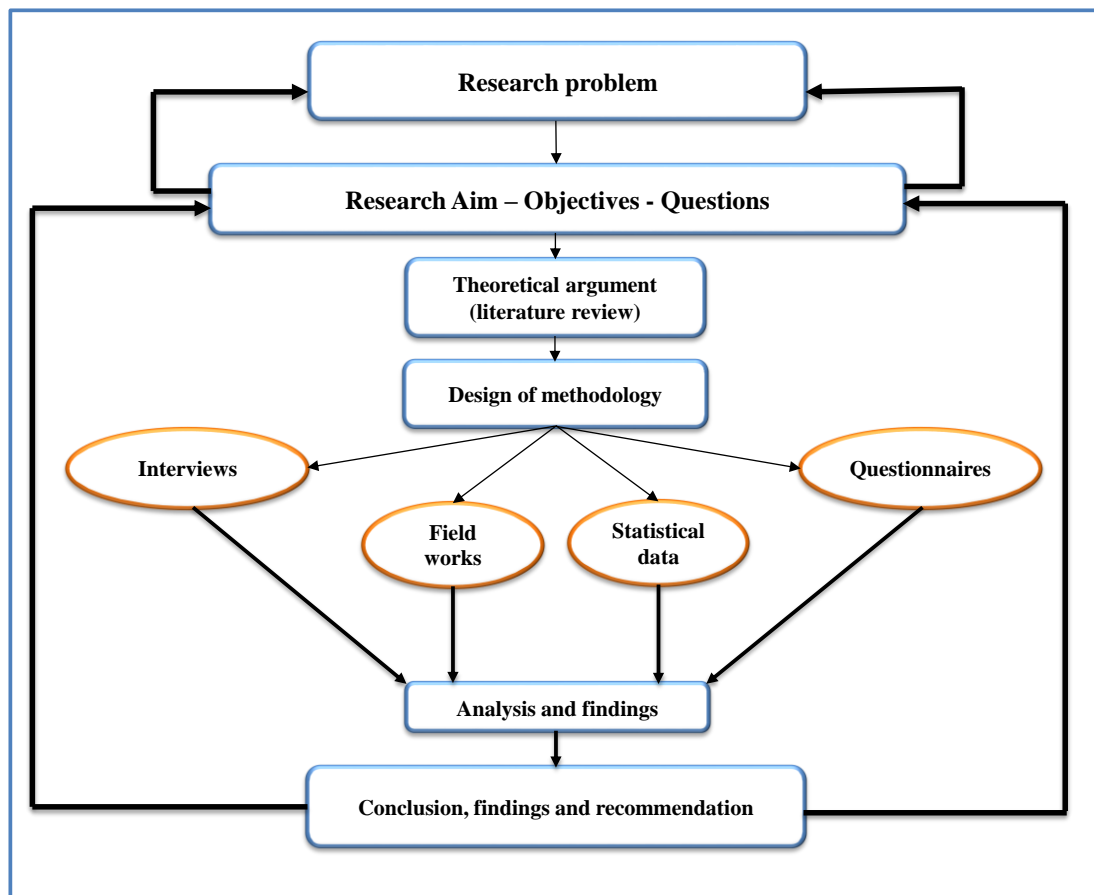 Research problem
Research Aim – Objectives - Questions
Theoretical argument
(literature review)
Design of methodology
Interviews
Questionnaires
Field
works
Statistical
data
Analysis and findings
Conclusion, findings and recommendation